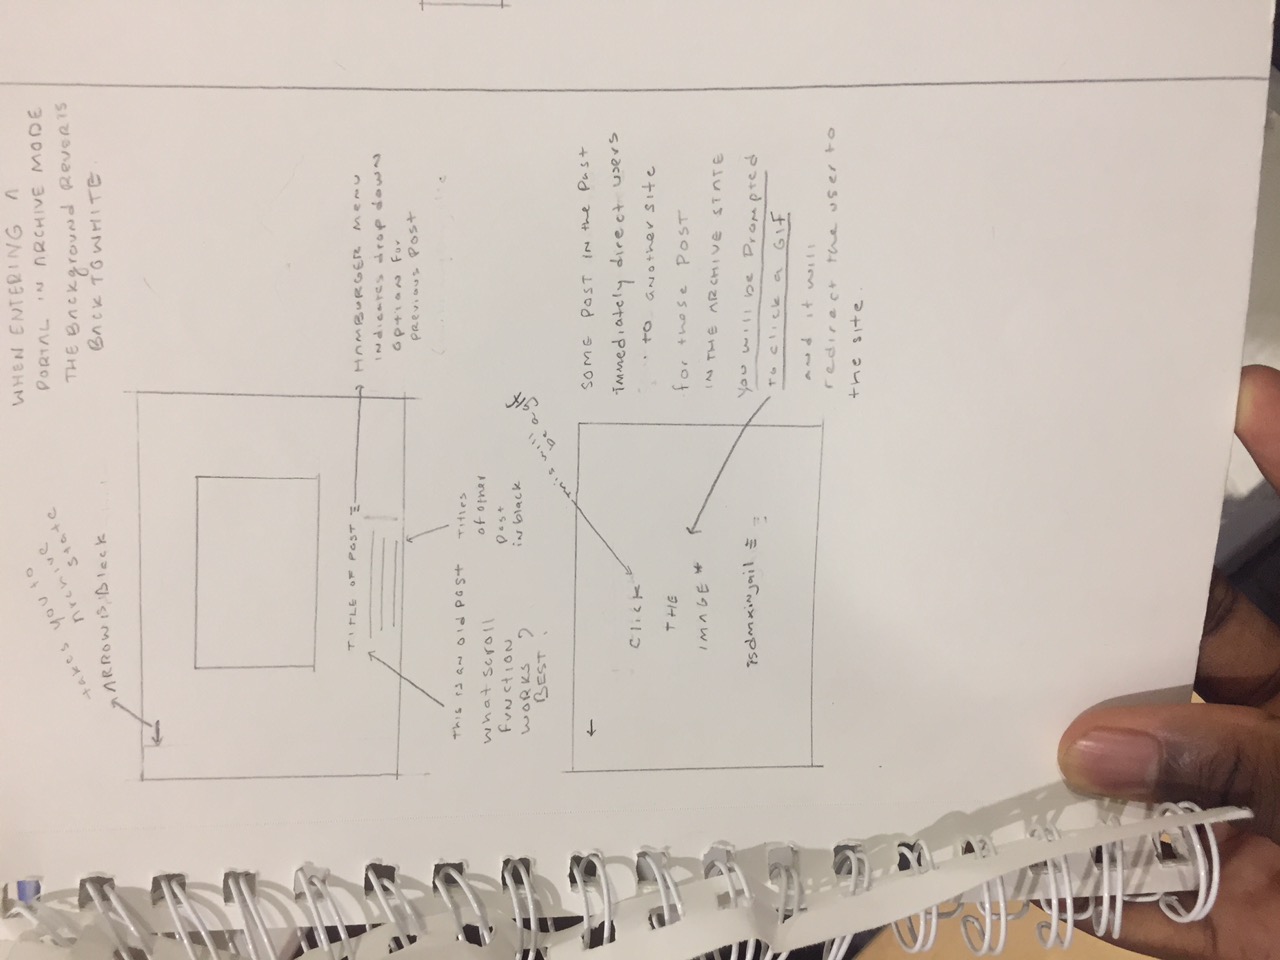 WHEN ENTERING A
PORTAL IN ARCHIVE MODE
THE BACKGROUND REVERTS
BACK TO WHITE.
takes you to
Archive
state
ARROW IS Black
TITLE OF POST
HAMBURGER menu
indicates drop down
option for
previous post
This is an old post
what scroll
function
works
BEST ?
Titles
of other
post
in black
this will
be a gif
←
Click
THE
IMAGE *
isdmxinjail
SOME POST IN the Past
immediately direct users
to another site
for those POST
IN THE ARCHIVE STATE
You will be Prompted
to click a GIF
and it will
redirect the user to
the site.